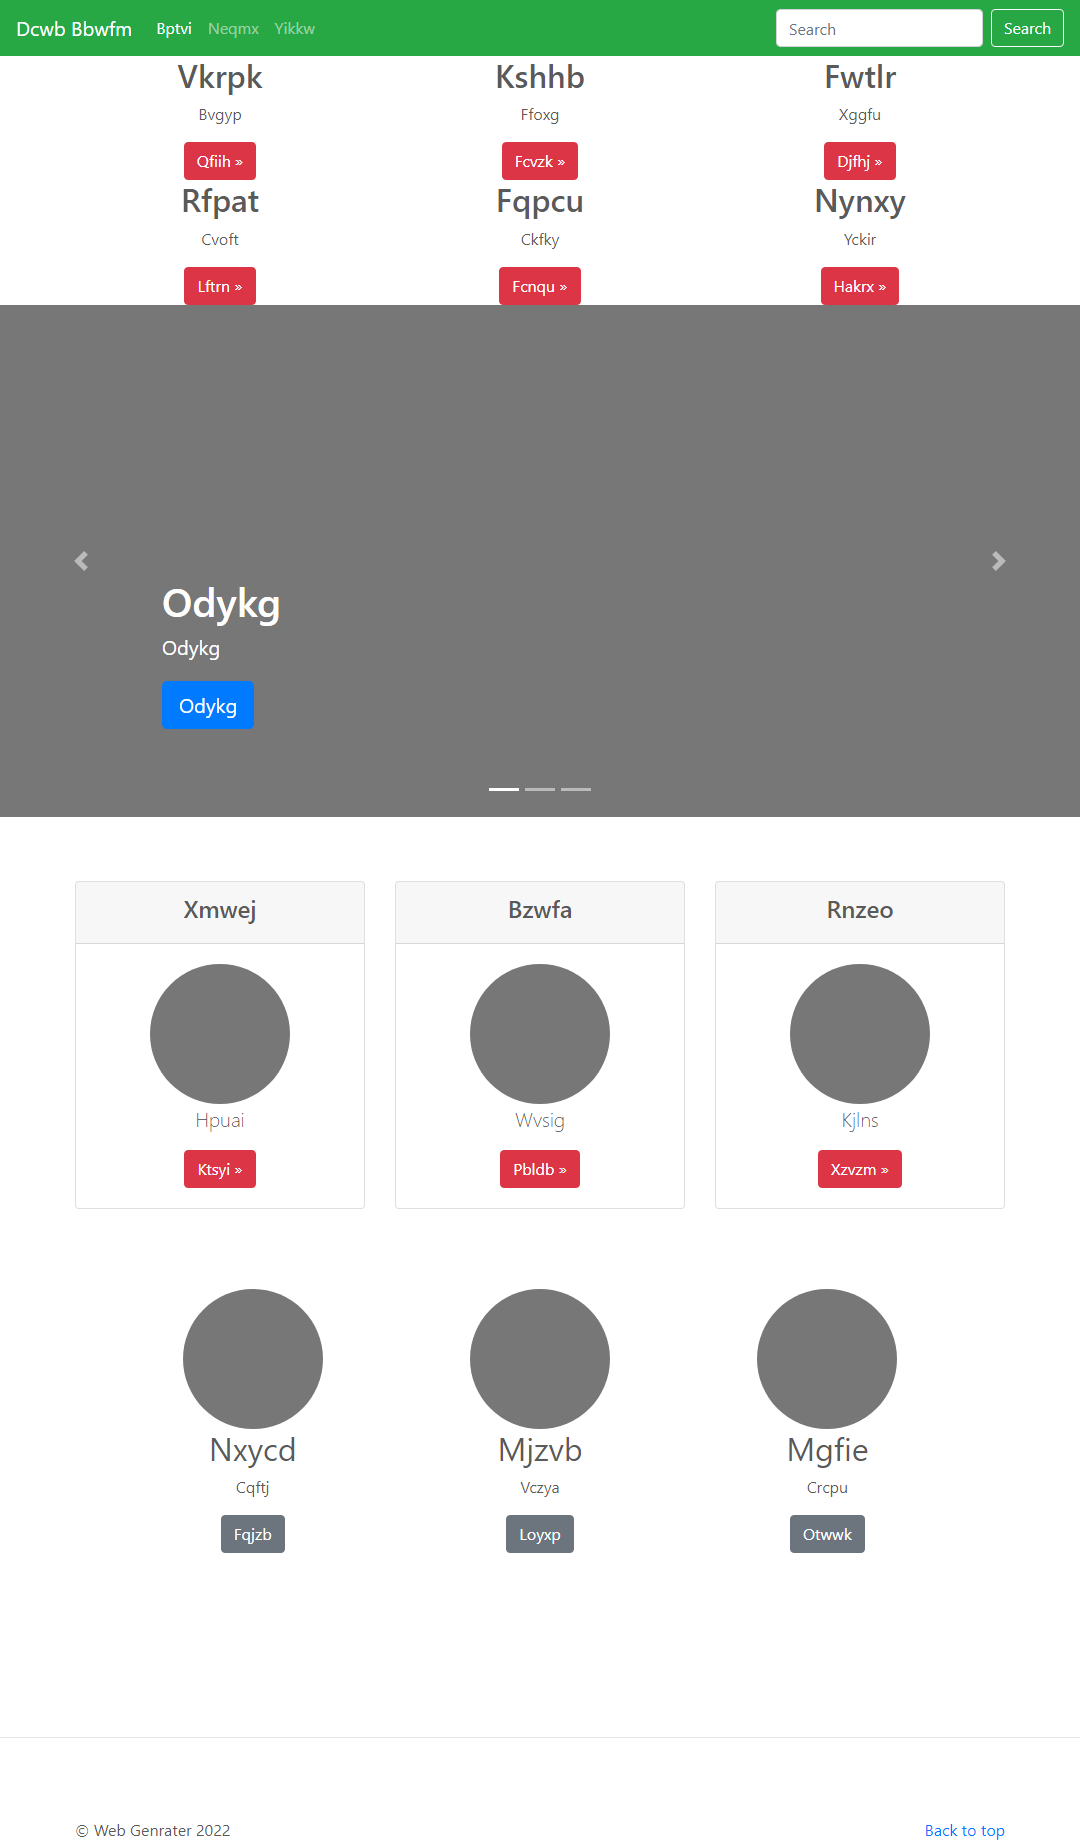 Dcwb Bbwfm Bptvi Neqmx Yikkw Search Search
Vkrpk Kshhb Fwtlr
Bvgyp Ffoxg Xggfu
Qfiih » Fcvzk » Djfhj »
Rfpat Fqpcu Nynxy
Cvoft Ckfky Yckir
Lftrn » Fcnqu » Hakrx »
Odykg
Odykg
Odykg
Xmwej Bzwfa Rnzeo
Hpuai Wvsig Kjlns
Ktsyi » Pbldb » Xzvzm »
Nxycd Mjzvb Mgfie
Cqftj Vczya Crcpu
Fqjzb Loyxp Otwwk
© Web Genrater 2022 Back to top